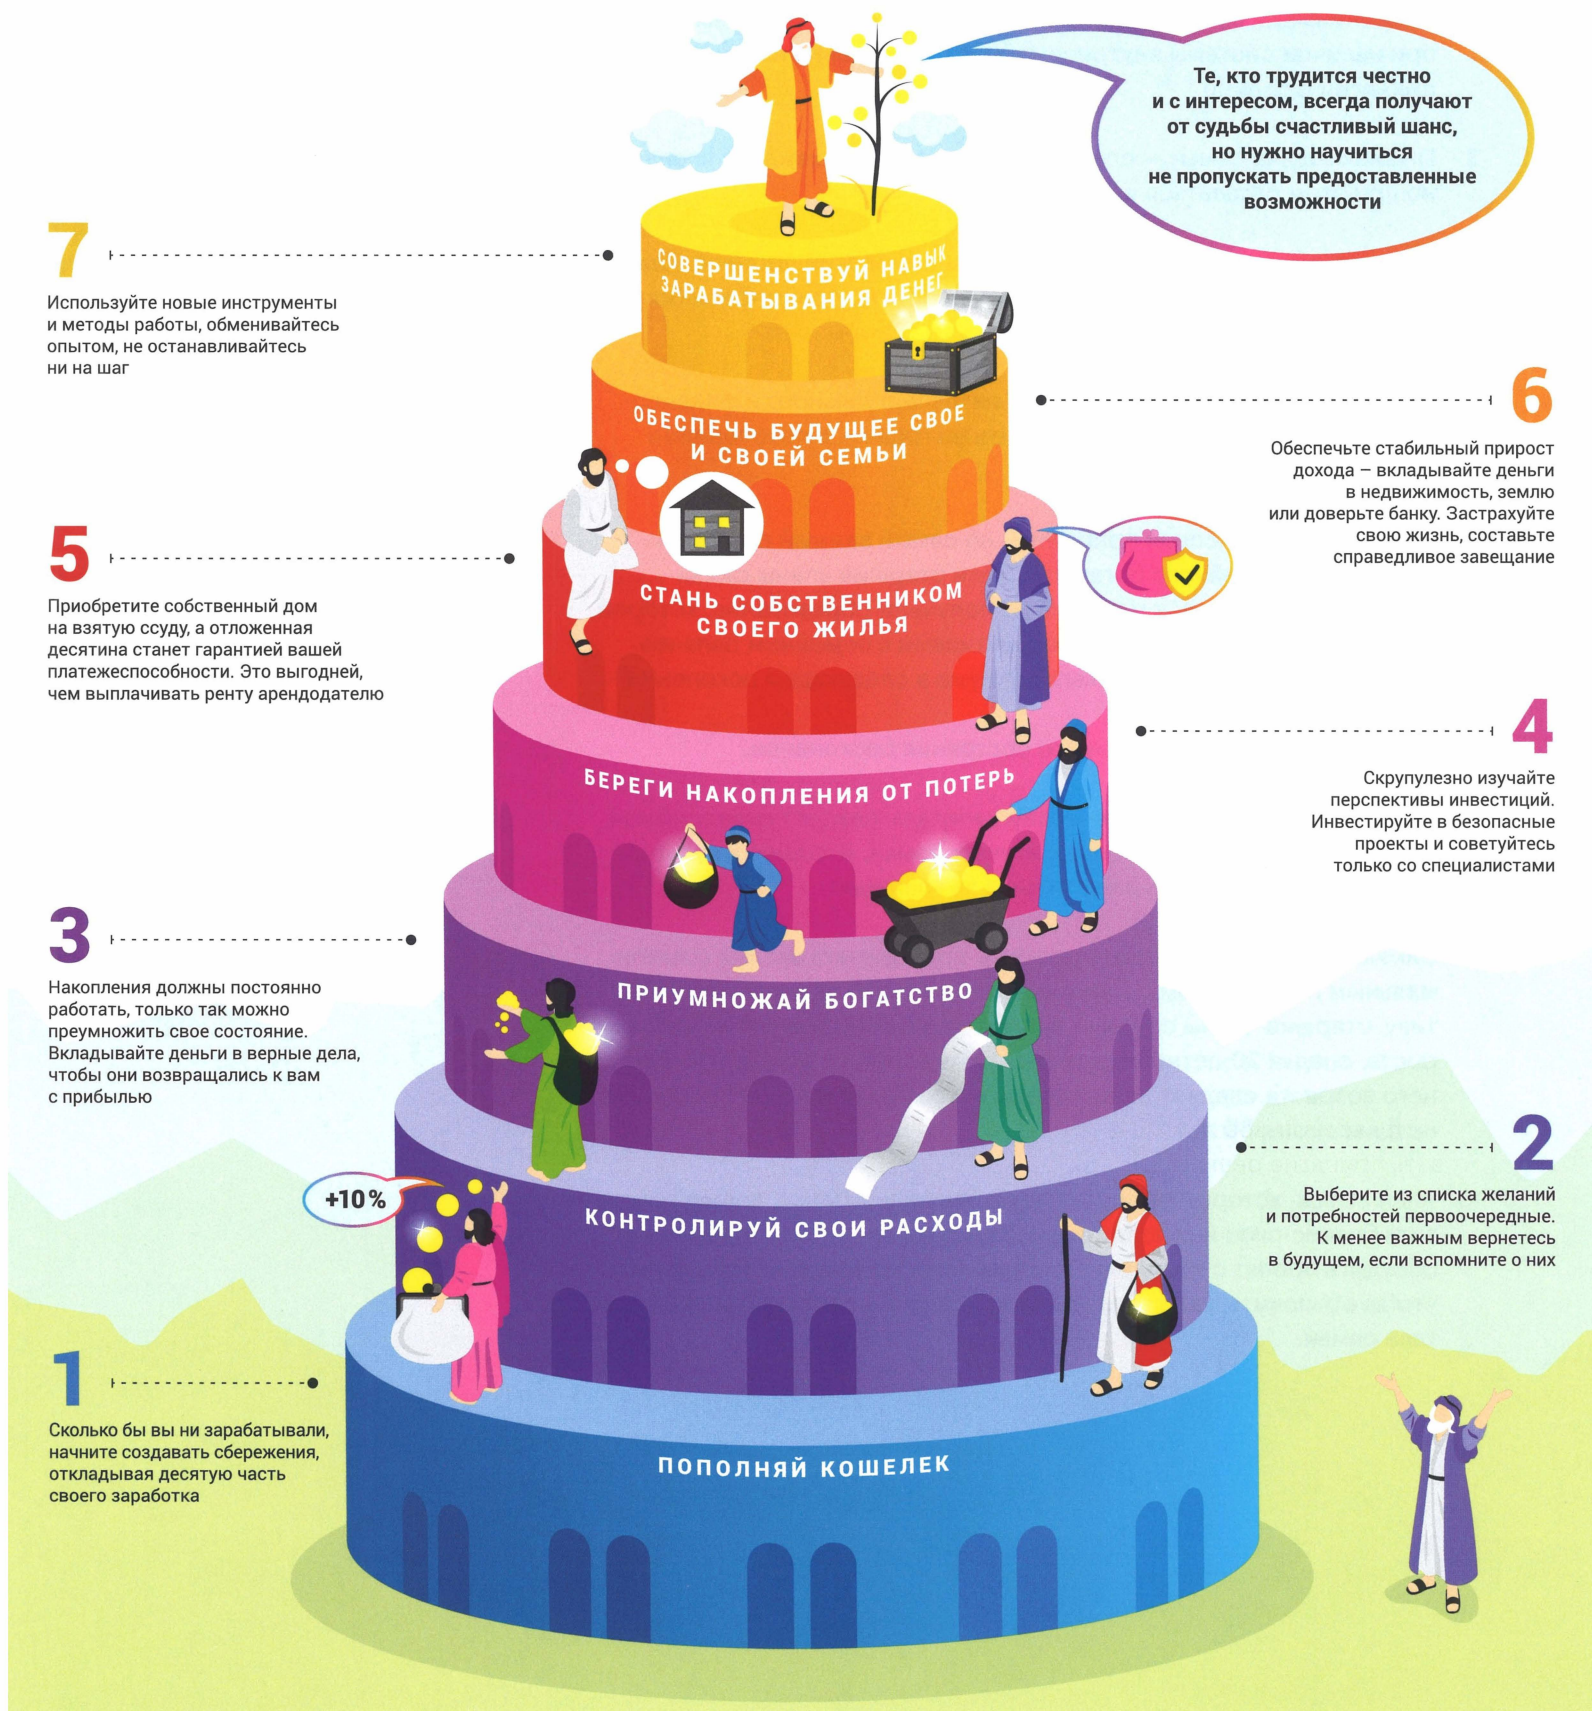 Те, кто трудится честно
и с интересом, всегда получают
от судьбы счастливый шанс,
но нужно научиться
не пропускать предоставленные
возможности
7
Используйте новые инструменты
и методы работы, обменивайтесь
опытом, не останавливайтесь
ни на шаг
СОВЕРШЕНСТВУЙ НАВЫК
ЗАРАБАТЫВАНИЯ ДЕНЕГ
6
Обеспечьте стабильный прирост
дохода – вкладывайте деньги
в недвижимость, землю
или доверьте банку. Застрахуйте
свою жизнь, составьте
справедливое завещание
ОБЕСПЕЧЬ БУДУЩЕЕ СВОЕ
И СВОЕЙ СЕМЬИ
5
Приобретите собственный дом
на взятую ссуду, а отложенная
десятина станет гарантией вашей
платежеспособности. Это выгодней,
чем выплачивать ренту арендодателю
СТАНЬ СОБСТВЕННИКОМ
СВОЕГО ЖИЛЬЯ
4
Скрупулезно изучайте
перспективы инвестиций.
Инвестируйте в безопасные
проекты и советуйтесь
только со специалистами
БЕРЕГИ НАКОПЛЕНИЯ ОТ ПОТЕРЬ
3
Накопления должны постоянно
работать, только так можно
преумножить свое состояние.
Вкладывайте деньги в верные дела,
чтобы они возвращались к вам
с прибылью
ПРИУМНОЖАЙ БОГАТСТВО
2
Выберите из списка желаний
и потребностей первоочередные.
К менее важным вернетесь
в будущем, если вспомните о них
+10%
КОНТРОЛИРУЙ СВОИ РАСХОДЫ
1
Сколько бы вы ни зарабатывали,
начните создавать сбережения,
откладывая десятую часть
своего заработка
ПОПОЛНЯЙ КОШЕЛЕК